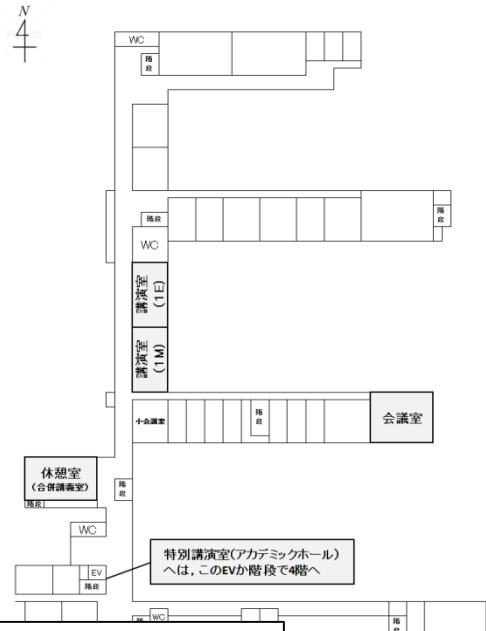 N
WC
階段
階段
階段
WC
講演室
(1E)
講演室
(1M)
小会議室
階段
会議室
休憩室
(合併講義室)
階段
階段
WC
EV
階段
特別講演室(アカデミックホール)
へは，このEVか階段で4階へ
WC